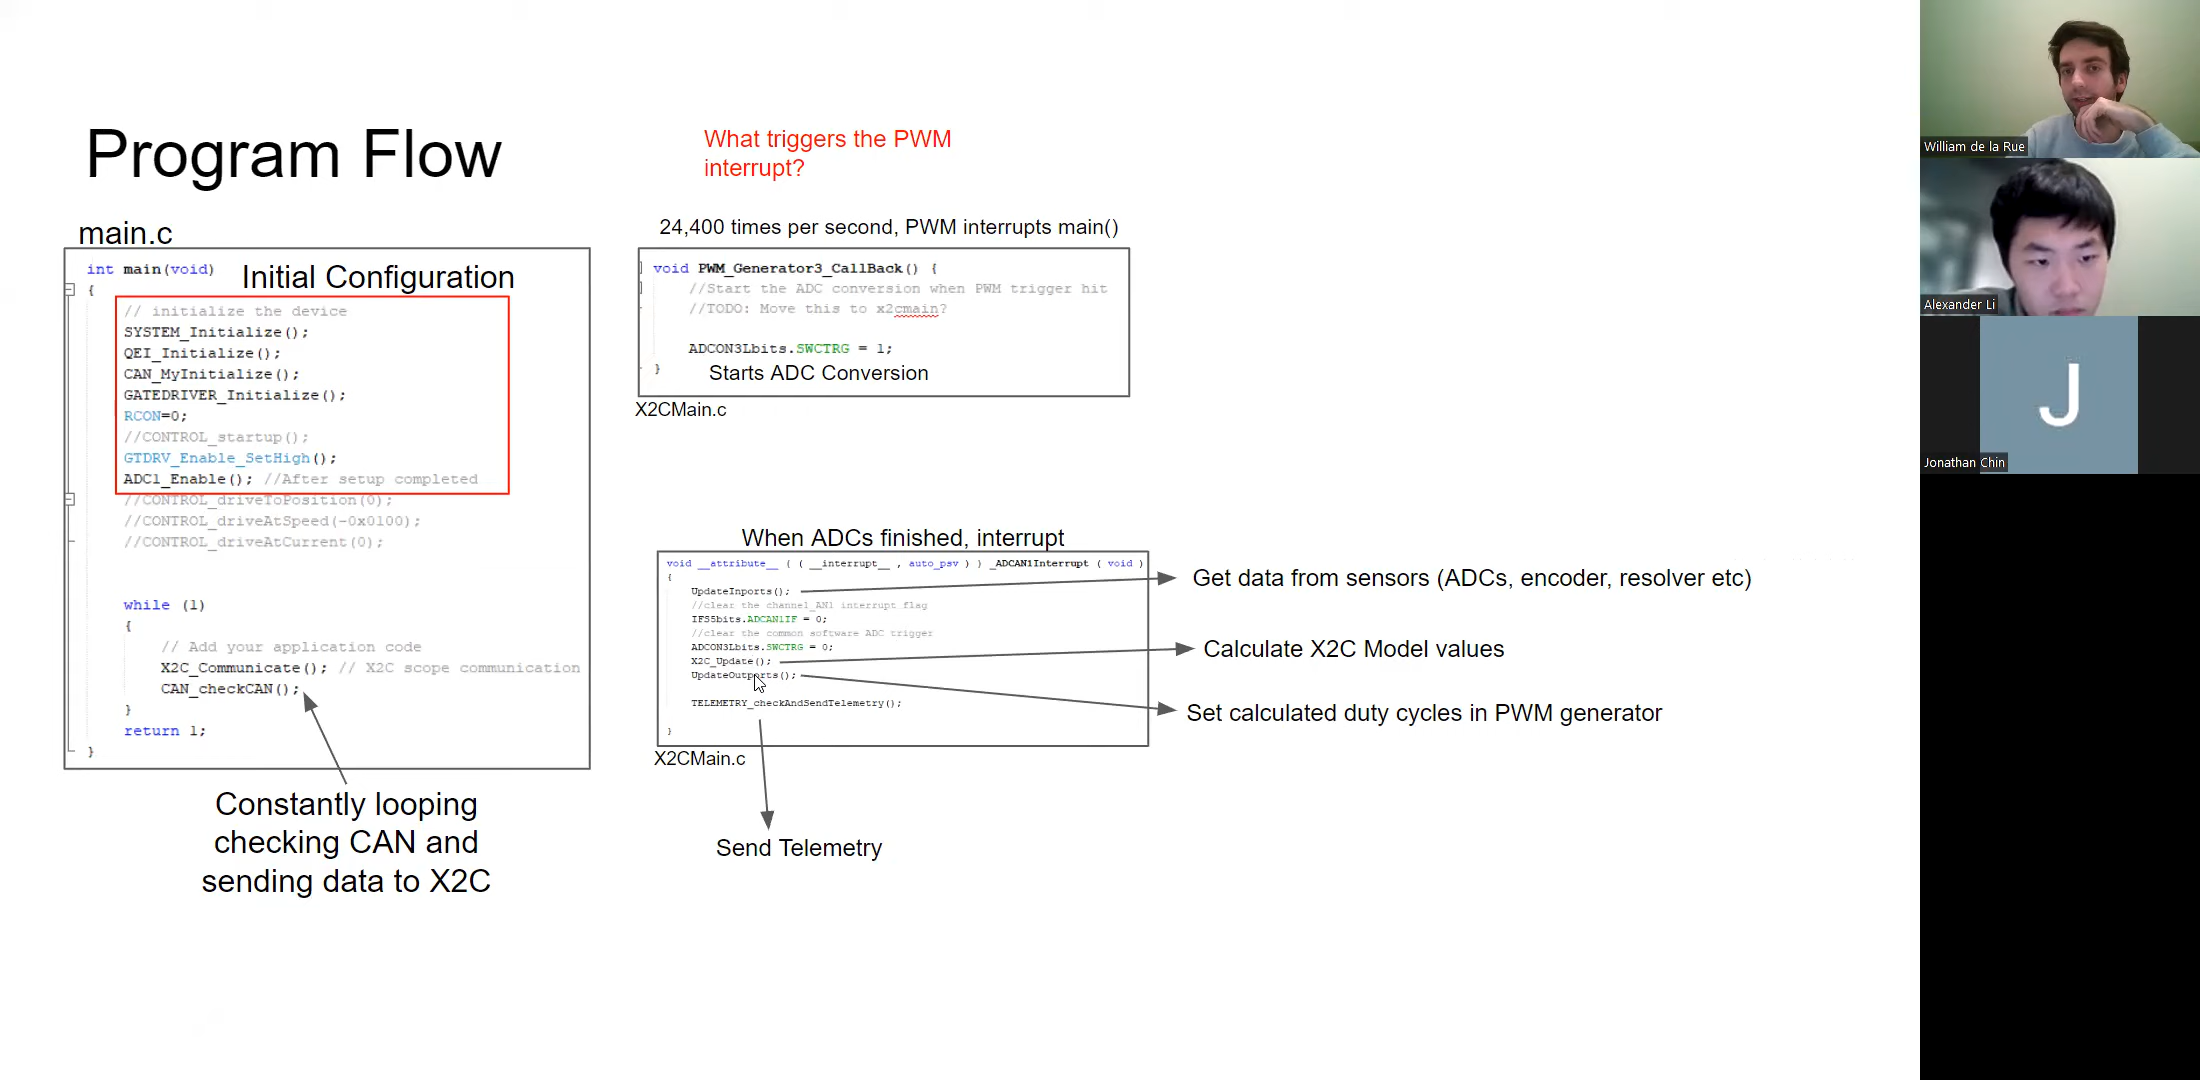 Program Flow
main.c
int main(void)
Initial Configuration
{
// initialize the device
SYSTEM_Initialize();
QEI_Initialize();
CAN_MyInitialize();
GATEDRIVER_Initialize();
RCON=0;
//CONTROL_startup();
GTDRV_Enable_SetHigh();
ADC1_Enable(); //After setup completed
//CONTROL_driveToPosition(0);
//CONTROL_driveAtSpeed(-0x0100);
//CONTROL_driveAtCurrent(0);
while (1)
{
// Add your application code
X2C_Communicate(); // X2C scope communication
CAN_checkCAN();
}
return 1;
}
Constantly looping
checking CAN and
sending data to X2C
What triggers the PWM
interrupt?
24,400 times per second, PWM interrupts main()
void PWM_Generator3_CallBack() {
//Start the ADC conversion when PWM trigger hit
//TODO: Move this to x2cmain?
ADCON3Lbits.SWCTRG = 1;
}
Starts ADC Conversion
X2CMain.c
When ADCs finished, interrupt
void __attribute__ ( ( __interrupt__ , auto_psv ) ) _ADCAN1Interrupt ( void )
{
UpdateInports();
//clear the channel_AN1 interrupt flag
IFS5bits.ADCAN1IF = 0;
//clear the common software ADC trigger
ADCON3Lbits.SWCTRG = 0;
X2C_Update();
UpdateOutports();
TELEMETRY_checkAndSendTelemetry();
}
X2CMain.c
Send Telemetry
Get data from sensors (ADCs, encoder, resolver etc)
Calculate X2C Model values
Set calculated duty cycles in PWM generator
William de la Rue
Alexander Li
J
Jonathan Chin